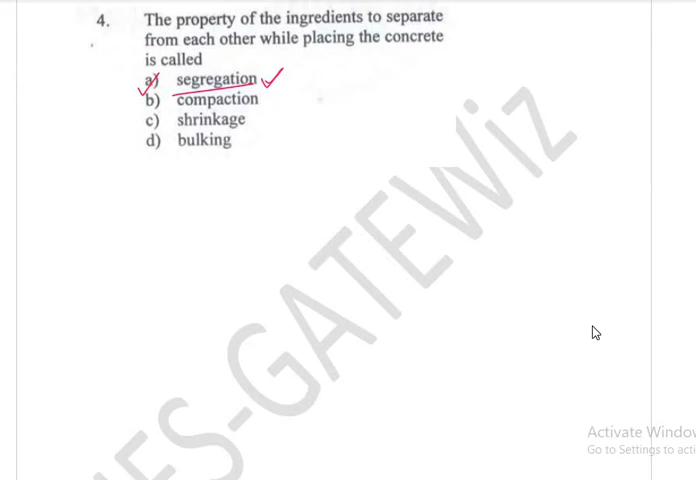 4. The property of the ingredients to separate
from each other while placing the concrete
is called
a) segregation
b) compaction
c) shrinkage
d) bulking
IES-GATEWiz
Activate Window
Go to Settings to acti